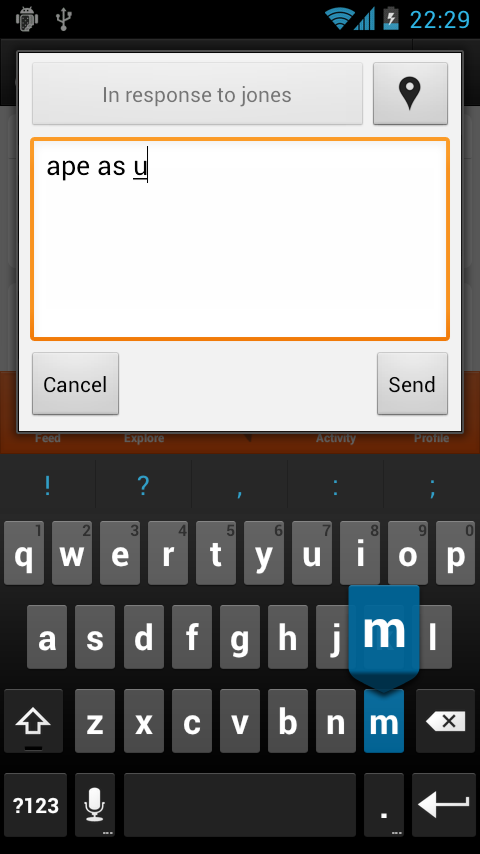 22:29
In response to jones
ape as u
Cancel
Send
Feed Explore Activity Profile
! ? , : ;
1 2 3 4 5 6 7 8 9 0
q w e r t y u i o p
a s d f g h j m l
z x c v b n m
?123 .